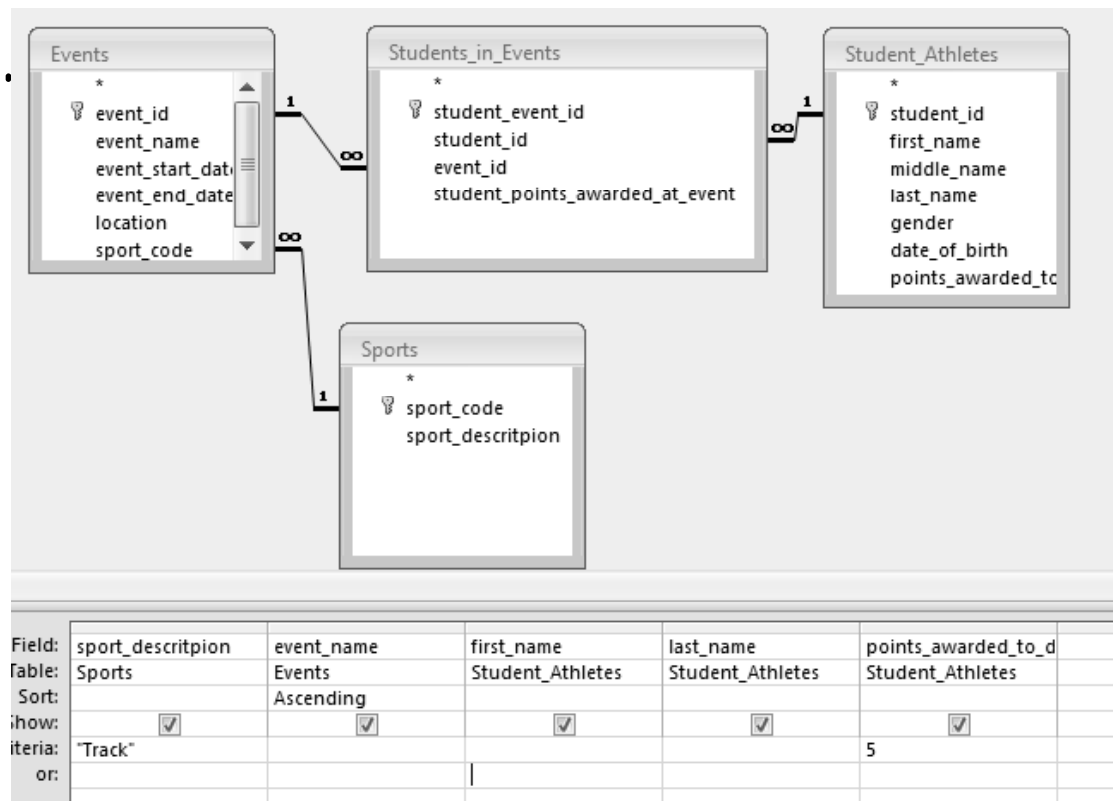 Events
*
event_id
event_name
event_start_dat
event_end_date
location
sport_code
1
∞
∞
1
Students_in_Events
*
student_event_id
student_id
event_id
student_points_awarded_at_event
∞
1
Student_Athletes
*
student_id
first_name
middle_name
last_name
gender
date_of_birth
points_awarded_to
Sports
*
sport_code
sport_descritpion
Field: sport_descritpion event_name first_name last_name points_awarded_to_d
Table: Sports Events Student_Athletes Student_Athletes Student_Athletes
Sort: Ascending
Show:
iteria: "Track" 5
or: